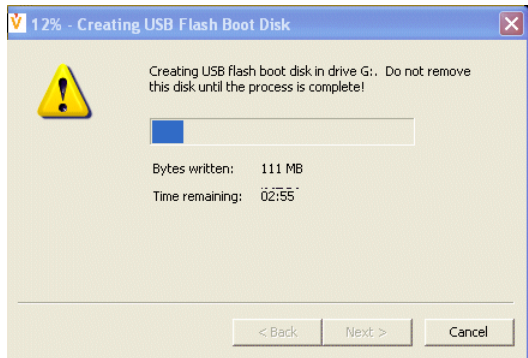 12% - Creating USB Flash Boot Disk
Creating USB flash boot disk in drive G:. Do not remove
this disk until the process is complete!
Bytes written: 111 MB
Time remaining: 02:55
< Back Next > Cancel